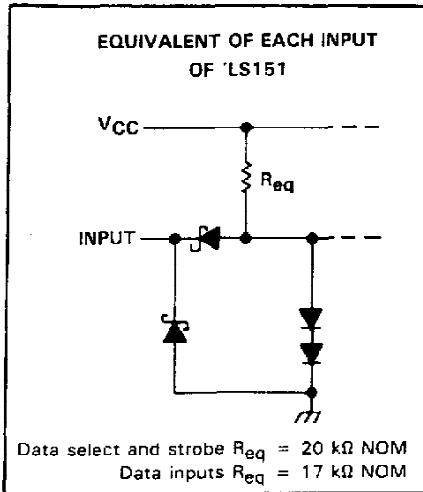 EQUIVALENT OF EACH INPUT
OF 'LS151
VCC
Req
INPUT
Data select and strobe Req = 20 kΩ NOM
Data inputs Req = 17 kΩ NOM